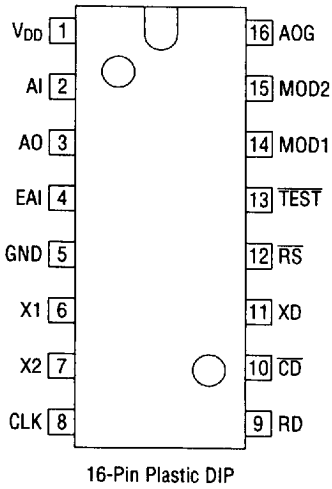 VDD 1 16 AOG
AI 2 15 MOD2
AO 3 14 MOD1
EAI 4 13 TEST
GND 5 12 RS
X1 6 11 XD
X2 7 10 CD
CLK 8 9 RD
16-Pin Plastic DIP